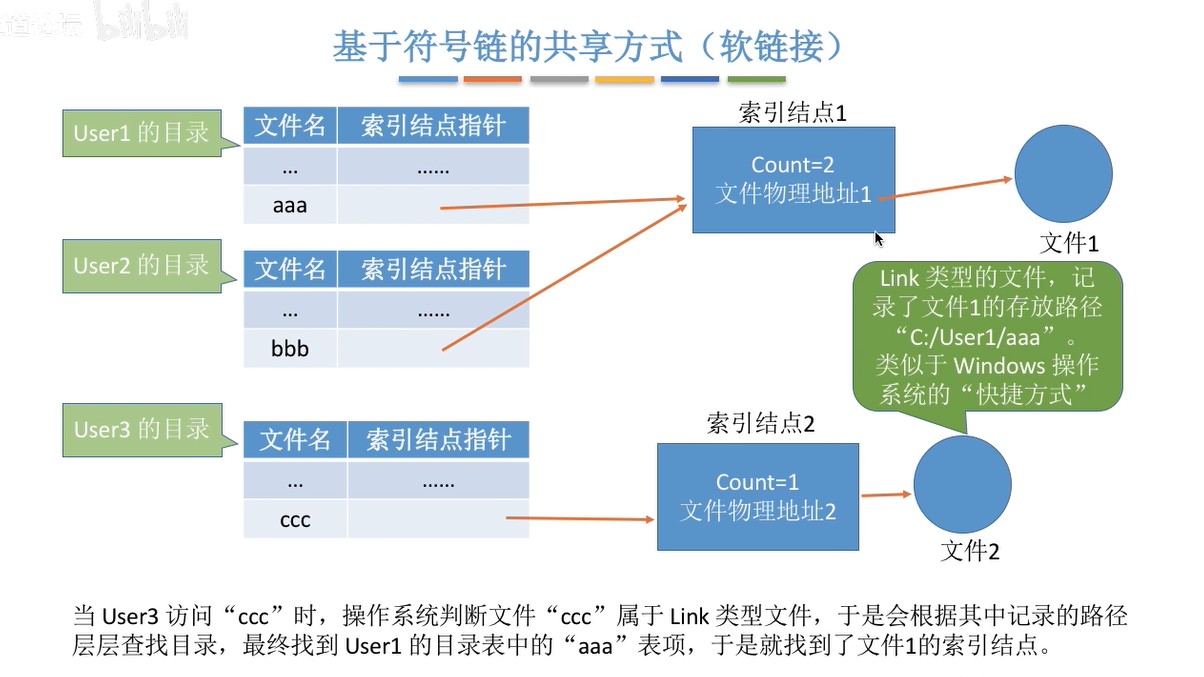 bilibili
基于符号链的共享方式（软链接）
User1 的目录
文件名 索引结点指针
... ......
aaa
索引结点1
Count=2
文件物理地址1
文件1
User2 的目录
文件名 索引结点指针
... ......
bbb
Link 类型的文件，记
录了文件1的存放路径
“C:/User1/aaa”。
类似于 Windows 操作
系统的“快捷方式”
User3 的目录
文件名 索引结点指针
... ......
ccc
索引结点2
Count=1
文件物理地址2
文件2
当 User3 访问“ccc”时，操作系统判断文件“ccc”属于 Link 类型文件，于是会根据其中记录的路径
层层查找目录，最终找到 User1 的目录表中的“aaa”表项，于是就找到了文件1的索引结点。